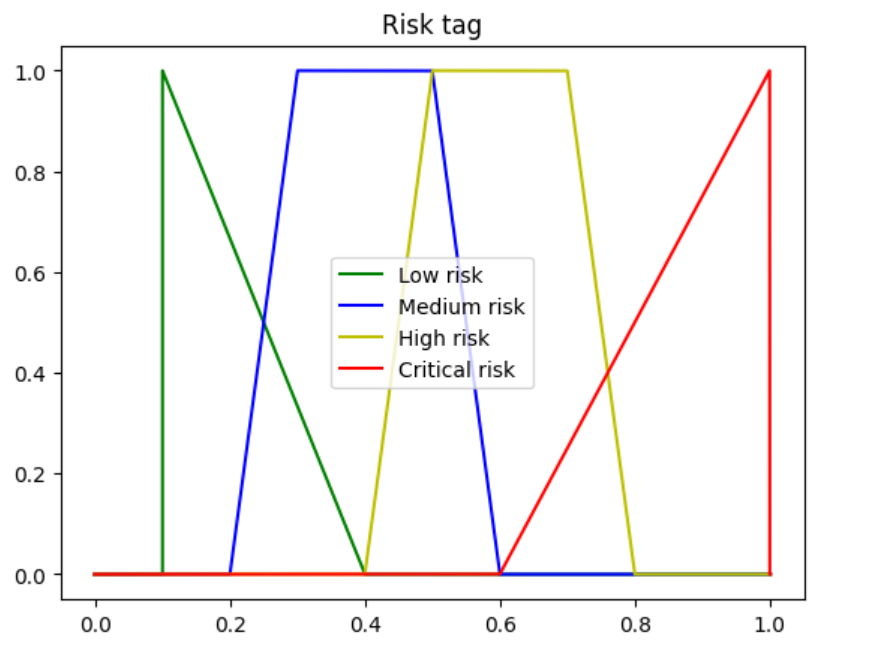 Risk tag
1.0
0.8
0.6
0.4
0.2
0.0
Low risk
Medium risk
High risk
Critical risk
0.0 0.2 0.4 0.6 0.8 1.0